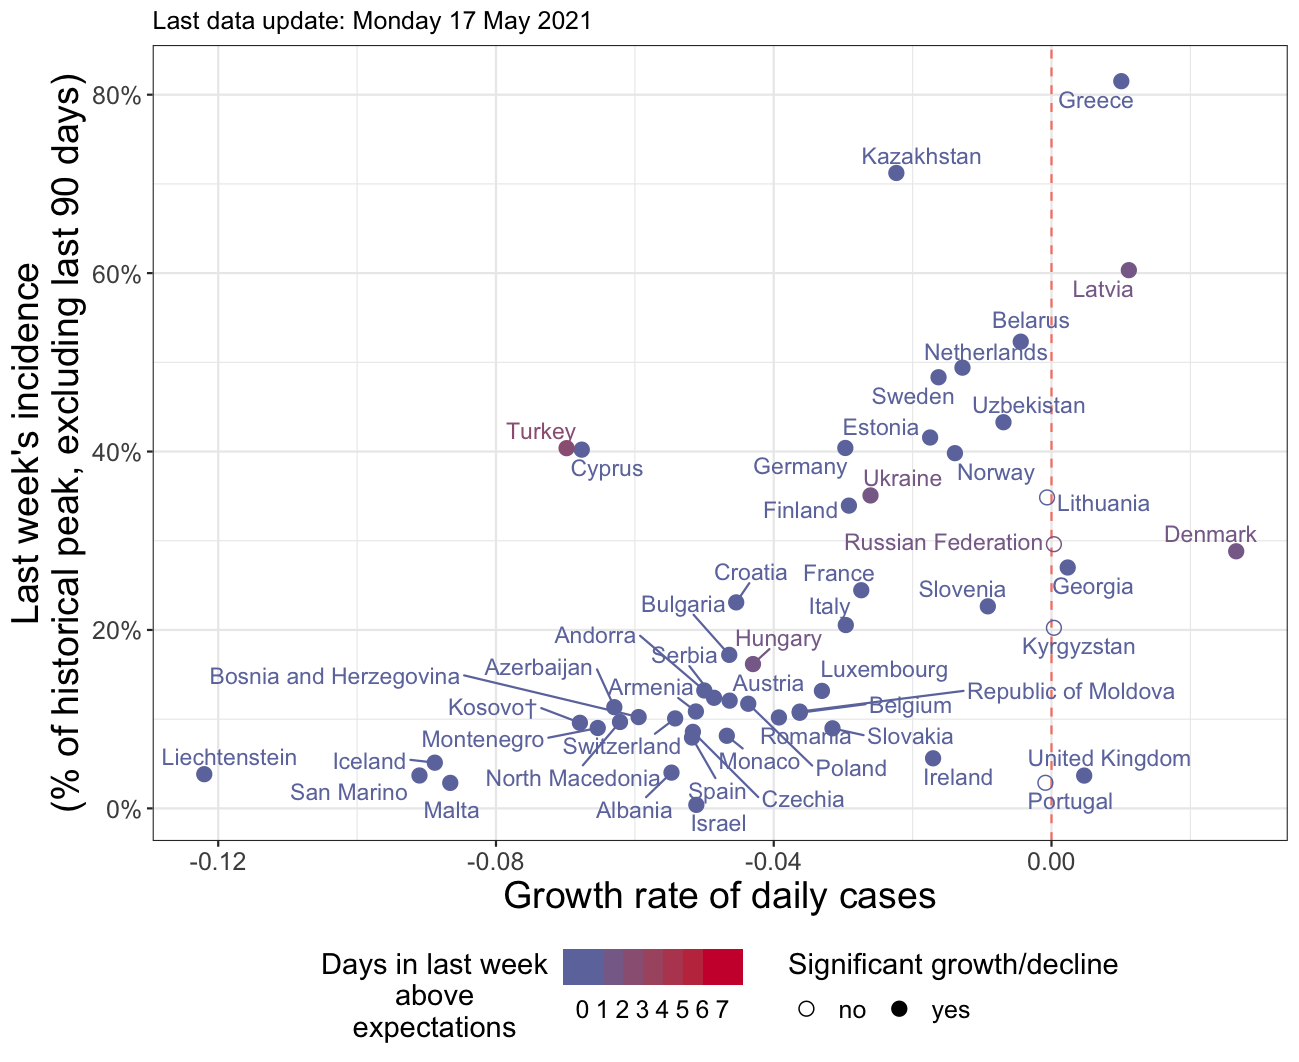 Last data update: Monday 17 May 2021
Last week's incidence
(% of historical peak, excluding last 90 days)
80%
60%
40%
20%
0%
Greece
Kazakhstan
Latvia
Belarus
Netherlands
Sweden
Uzbekistan
Estonia
Turkey
Cyprus
Germany
Norway
Ukraine
Lithuania
Finland
Russian Federation
Denmark
Croatia
France
Slovenia
Georgia
Bulgaria
Italy
Andorra
Hungary
Kyrgyzstan
Serbia
Azerbaijan
Luxembourg
Bosnia and Herzegovina
Armenia
Austria
Republic of Moldova
Kosovo†
Belgium
Montenegro
Switzerland
Romania
Slovakia
Liechtenstein
Iceland
Monaco
United Kingdom
North Macedonia
Poland
Ireland
San Marino
Spain
Czechia
Portugal
Malta
Albania
Israel
-0.12
-0.08
-0.04
0.00
Growth rate of daily cases
Days in last week
above
expectations
0 1 2 3 4 5 6 7
Significant growth/decline
no
yes